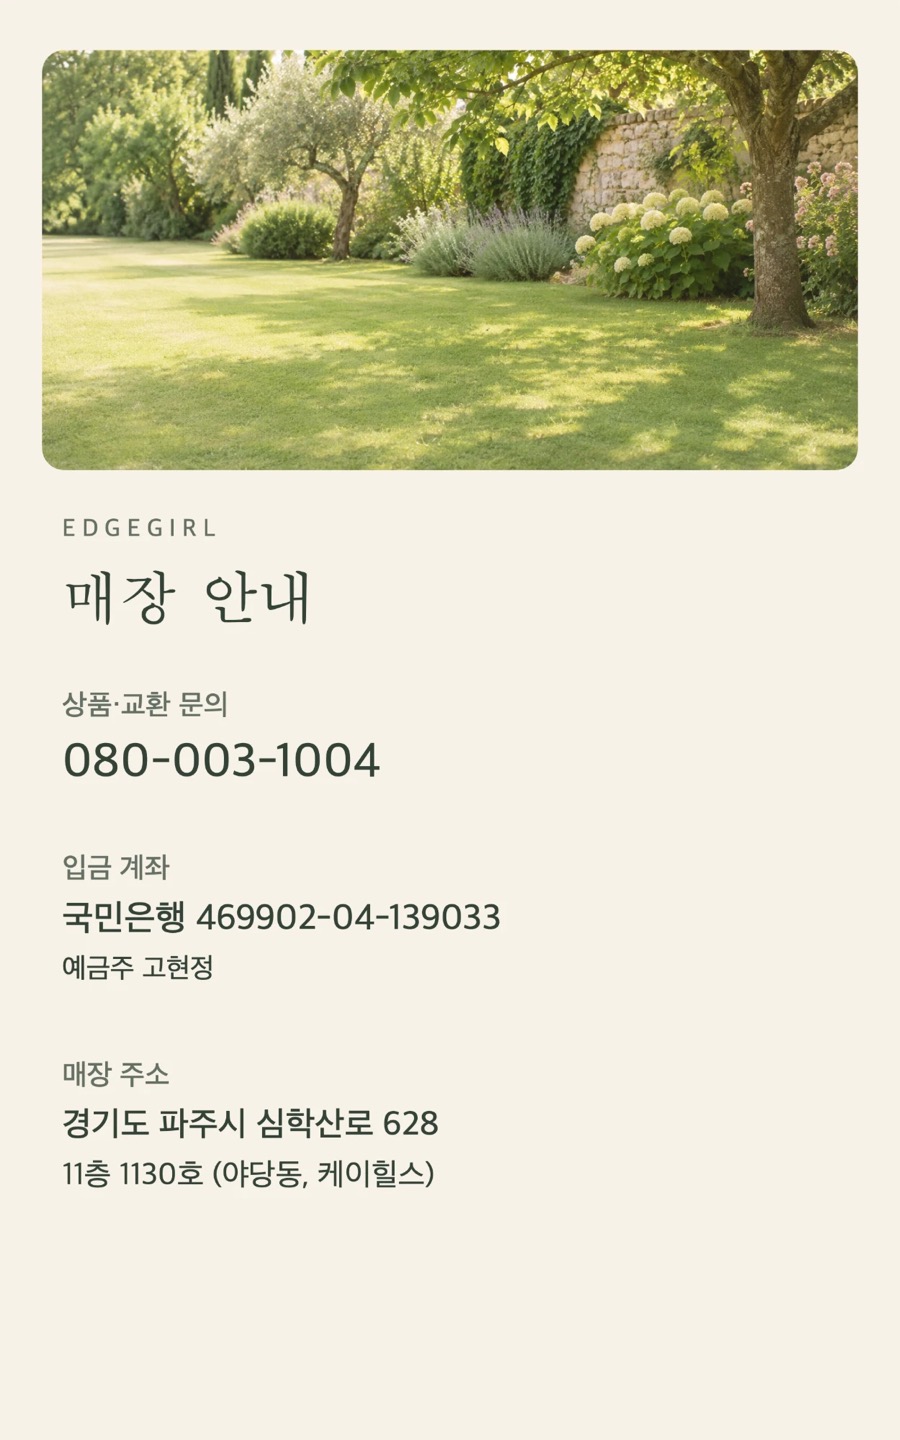 EDGEGIRL
매장 안내
상품·교환 문의
080-003-1004
입금 계좌
국민은행 469902-04-139033
예금주 고현정
매장 주소
경기도 파주시 심학산로 628
11층 1130호 (야당동, 케이힐스)